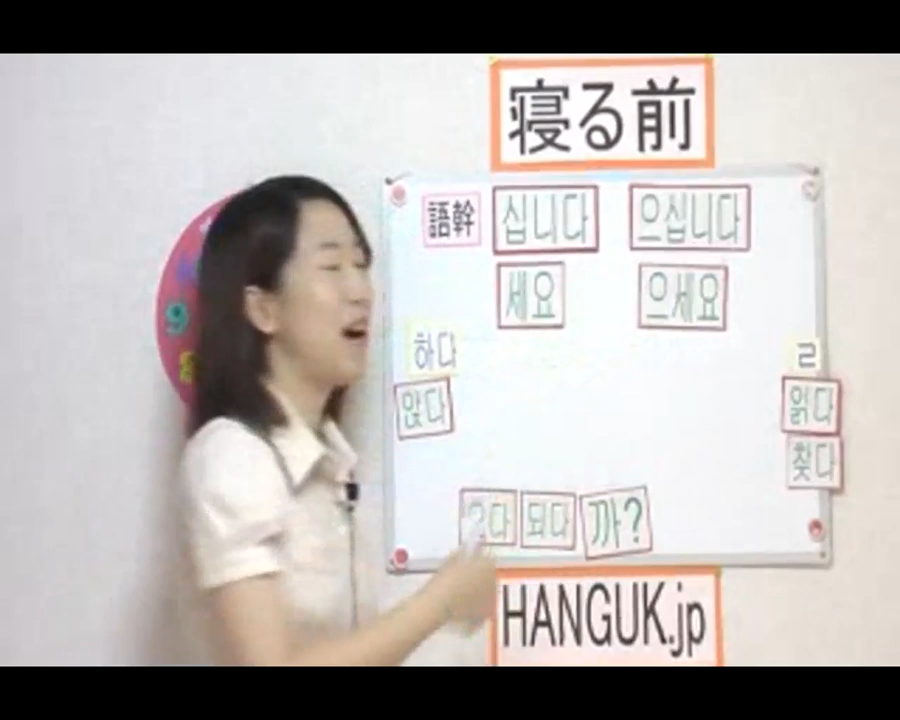 寝る前
語幹 십니다 으십니다
세요 으세요
하다 ㄹ
앉다 읽다
찾다
되다 까?
HANGUK.jp
9